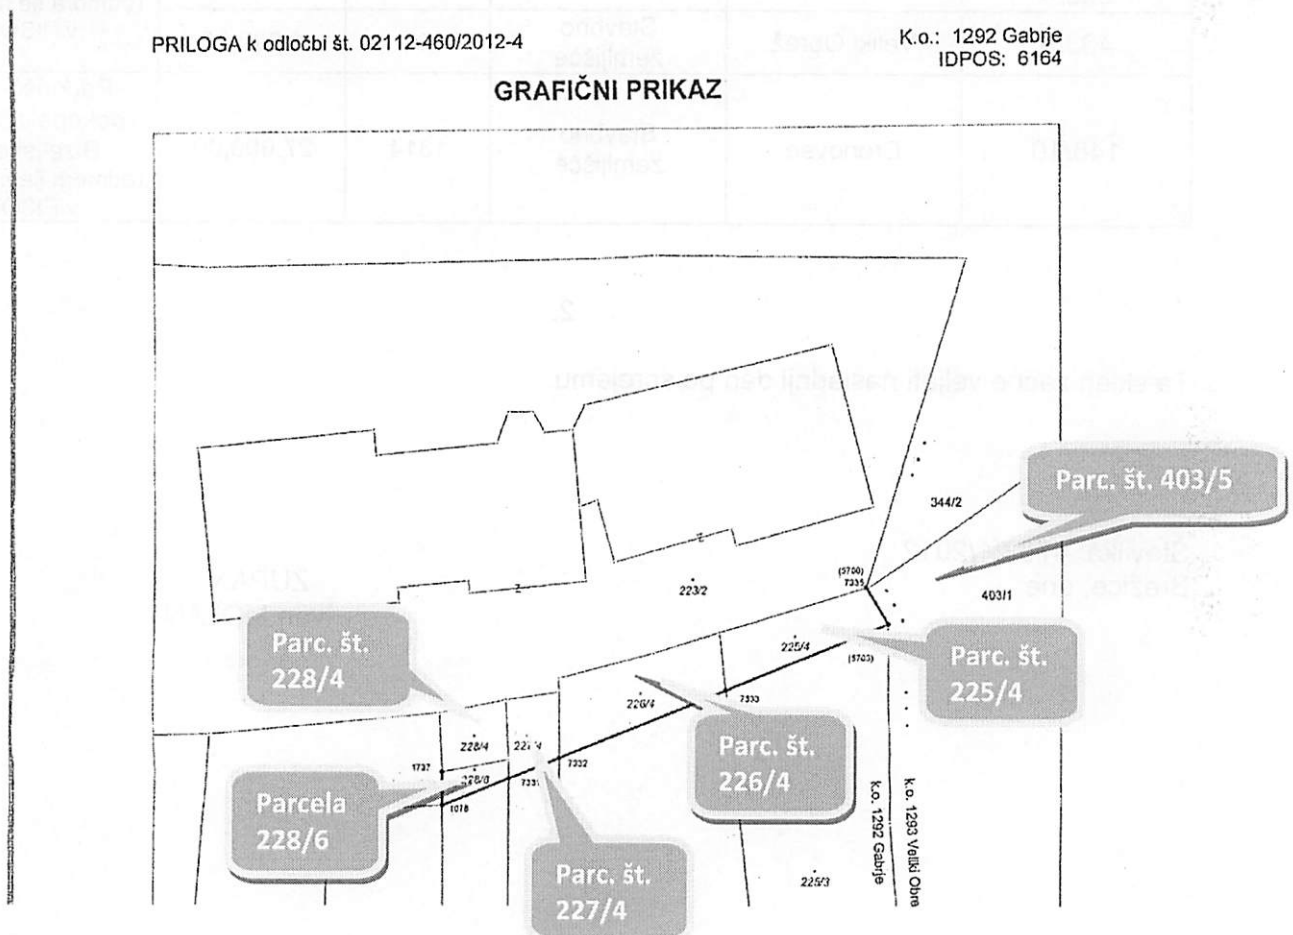 PRILOGA k odločbi št. 02112-460/2012-4
K.o.: 1292 Gabrje
IDPOS: 6164
GRAFIČNI PRIKAZ
Parc. št. 403/5
344/2
(5700)
7335
223/2
403/1
Parc. št.
228/4
225/4
(5703)
Parc. št.
225/4
226/4
7333
228/4
Parc. št.
226/4
1737
228/6
7332
7331
1078
Parcela
228/6
k.o. 1292 Gabrje
k.o. 1293 Veliki Obre
Parc. št.
227/4
225/3